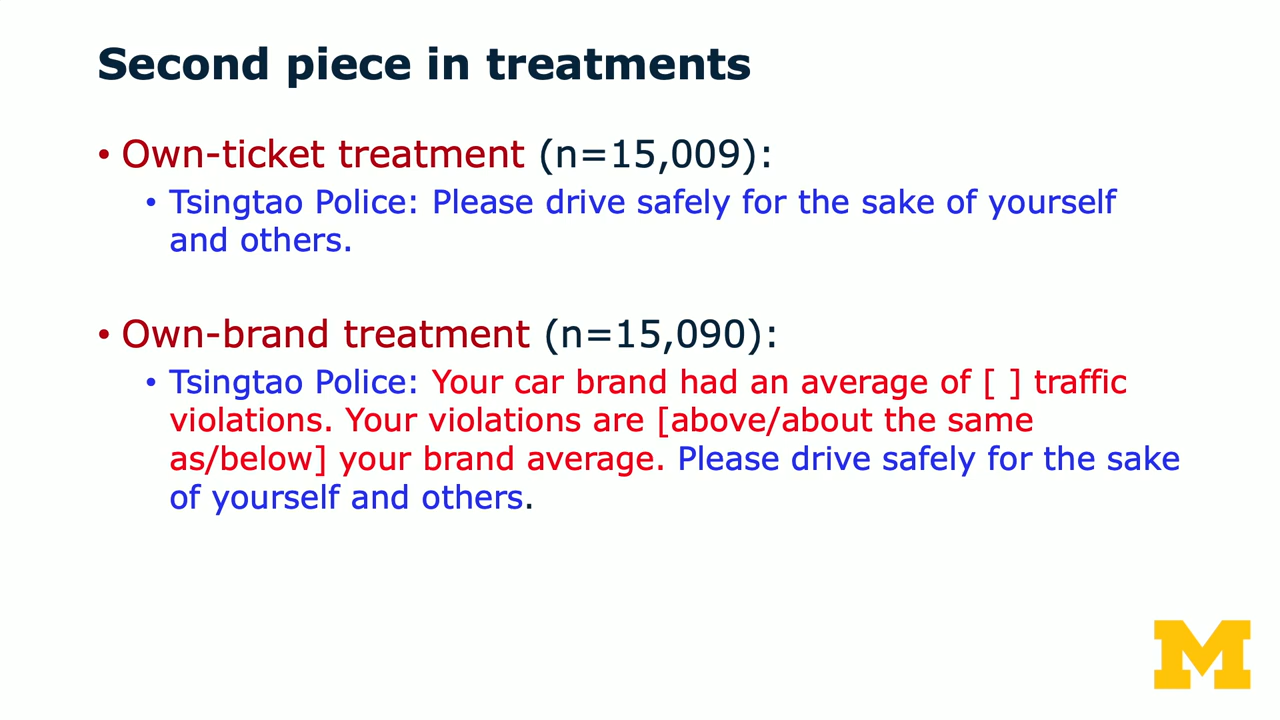 Second piece in treatments
• Own-ticket treatment (n=15,009):
• Tsingtao Police: Please drive safely for the sake of yourself
and others.
• Own-brand treatment (n=15,090):
• Tsingtao Police: Your car brand had an average of [ ] traffic
violations. Your violations are [above/about the same
as/below] your brand average. Please drive safely for the sake
of yourself and others.
M